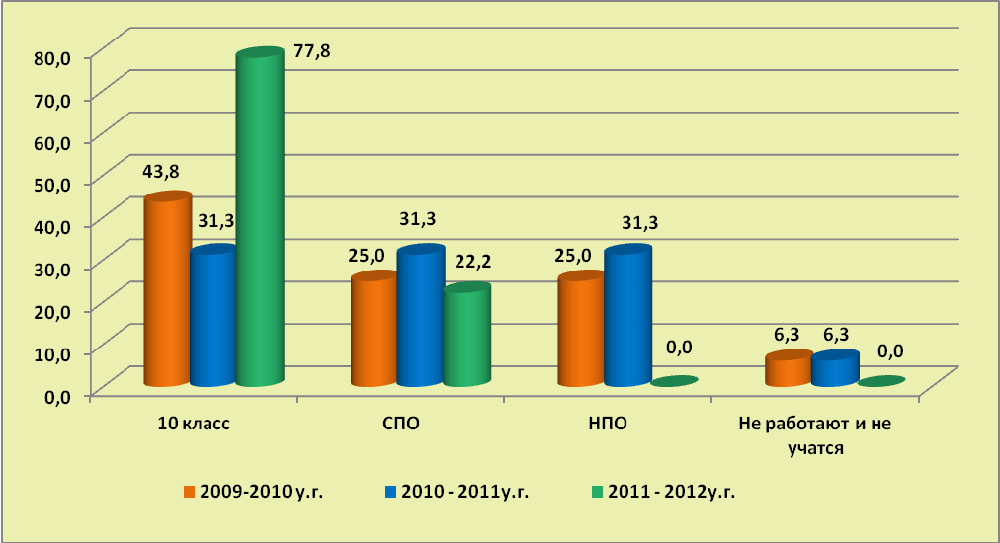 80,0
70,0
60,0
50,0
40,0
30,0
20,0
10,0
0,0
43,8
31,3
77,8
25,0
31,3
22,2
25,0
31,3
0,0
6,3
6,3
0,0
10 класс
СПО
НПО
Не работают и не
учатся
2009-2010 у.г.
2010 - 2011у.г.
2011 - 2012у.г.